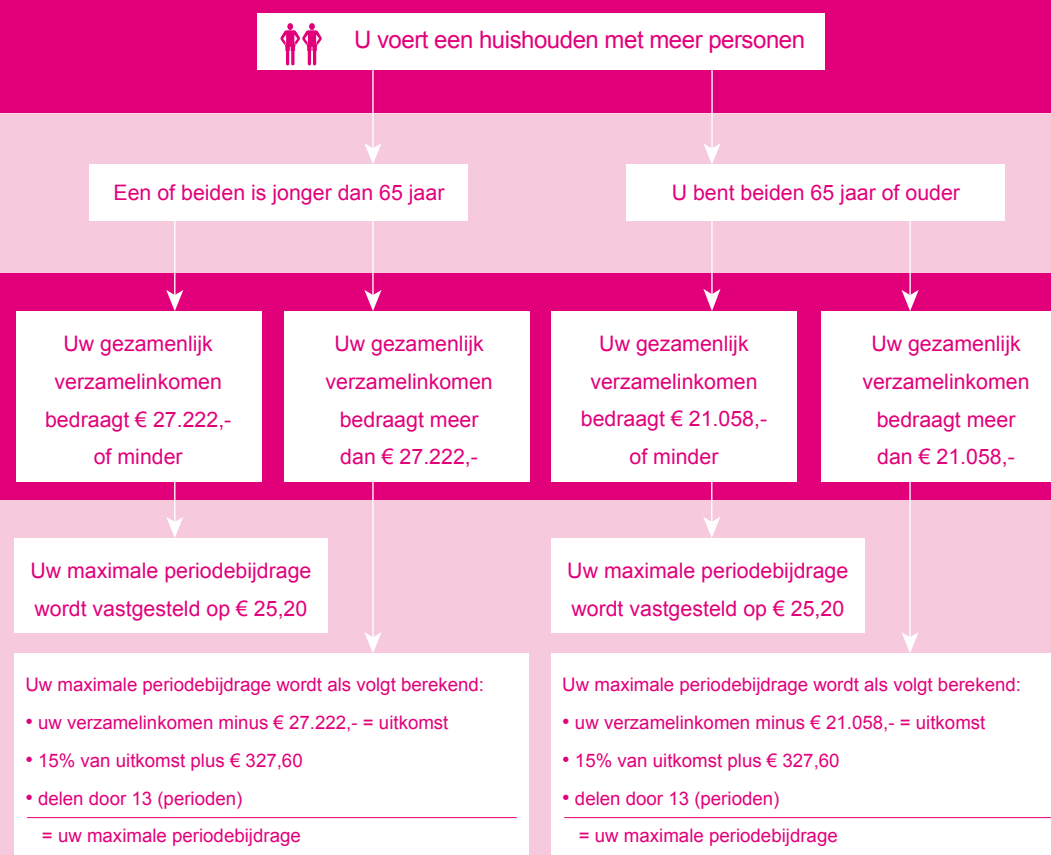 U voert een huishouden met meer personen
Een of beiden is jonger dan 65 jaar
U bent beiden 65 jaar of ouder
Uw gezamenlijk
verzamelinkomen
bedraagt € 27.222,-
of minder
Uw gezamenlijk
verzamelinkomen
bedraagt meer
dan € 27.222,-
Uw gezamenlijk
verzamelinkomen
bedraagt € 21.058,-
of minder
Uw gezamenlijk
verzamelinkomen
bedraagt meer
dan € 21.058,-
Uw maximale periodebijdrage
wordt vastgesteld op € 25,20
Uw maximale periodebijdrage
wordt vastgesteld op € 25,20
Uw maximale periodebijdrage wordt als volgt berekend:
• uw verzamelinkomen minus € 27.222,- = uitkomst
• 15% van uitkomst plus € 327,60
• delen door 13 (perioden)
= uw maximale periodebijdrage
Uw maximale periodebijdrage wordt als volgt berekend:
• uw verzamelinkomen minus € 21.058,- = uitkomst
• 15% van uitkomst plus € 327,60
• delen door 13 (perioden)
= uw maximale periodebijdrage